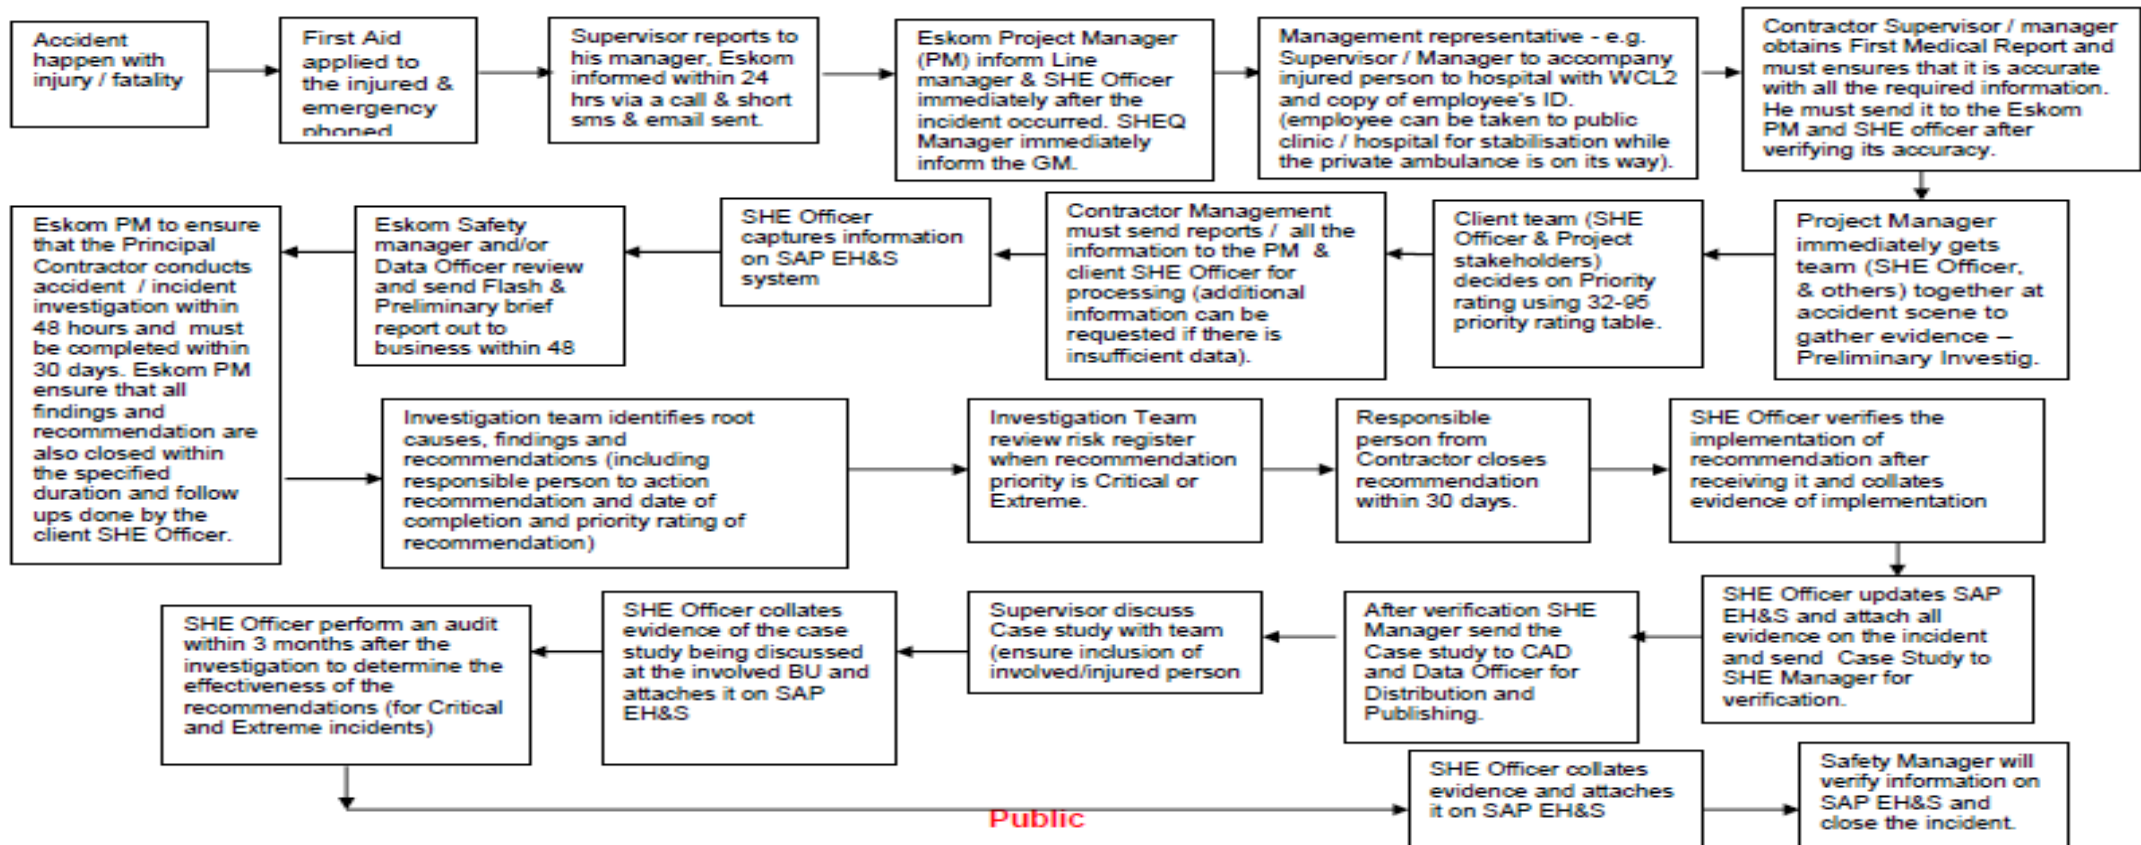 Accident
happen with
injury / fatality
First Aid
applied to
the injured &
emergency
phoned
Supervisor reports to
his manager, Eskom
informed within 24
hrs via a call & short
sms & email sent.
Eskom Project Manager
(PM) inform Line
manager & SHE Officer
immediately after the
incident occurred. SHEQ
Manager immediately
inform the GM.
Management representative - e.g.
Supervisor / Manager to accompany
injured person to hospital with WCL2
and copy of employee's ID.
(employee can be taken to public
clinic / hospital for stabilisation while
the private ambulance is on its way).
Contractor Supervisor / manager
obtains First Medical Report and
must ensures that it is accurate
with all the required information.
He must send it to the Eskom
PM and SHE officer after
verifying its accuracy.
Project Manager
immediately gets
team (SHE Officer,
& others) together at
accident scene to
gather evidence –
Preliminary Investig.
Client team (SHE
Officer & Project
stakeholders)
decides on Priority
rating using 32-95
priority rating table.
Contractor Management
must send reports / all the
information to the PM &
client SHE Officer for
processing (additional
information can be
requested if there is
insufficient data).
SHE Officer
captures information
on SAP EH&S
system
Eskom Safety
manager and/or
Data Officer review
and send Flash &
Preliminary brief
report out to
business within 48
Eskom PM to ensure
that the Principal
Contractor conducts
accident / incident
investigation within
48 hours and must
be completed within
30 days. Eskom PM
ensure that all
findings and
recommendation are
also closed within
the specified
duration and follow
ups done by the
client SHE Officer.
Investigation team identifies root
causes, findings and
recommendations (including
responsible person to action
recommendation and date of
completion and priority rating of
recommendation)
Investigation Team
review risk register
when recommendation
priority is Critical or
Extreme.
Responsible
person from
Contractor closes
recommendation
within 30 days.
SHE Officer verifies the
implementation of
recommendation after
receiving it and collates
evidence of implementation
SHE Officer updates SAP
EH&S and attach all
evidence on the incident
and send Case Study to
SHE Manager for
verification.
After verification SHE
Manager send the
Case study to CAD
and Data Officer for
Distribution and
Publishing.
Supervisor discuss
Case study with team
(ensure inclusion of
involved/injured person
SHE Officer collates
evidence of the case
study being discussed
at the involved BU and
attaches it on SAP
EH&S
SHE Officer perform an audit
within 3 months after the
investigation to determine the
effectiveness of the
recommendations (for Critical
and Extreme incidents)
SHE Officer collates
evidence and attaches
it on SAP EH&S
Safety Manager will
verify information on
SAP EH&S and
close the incident.
Public